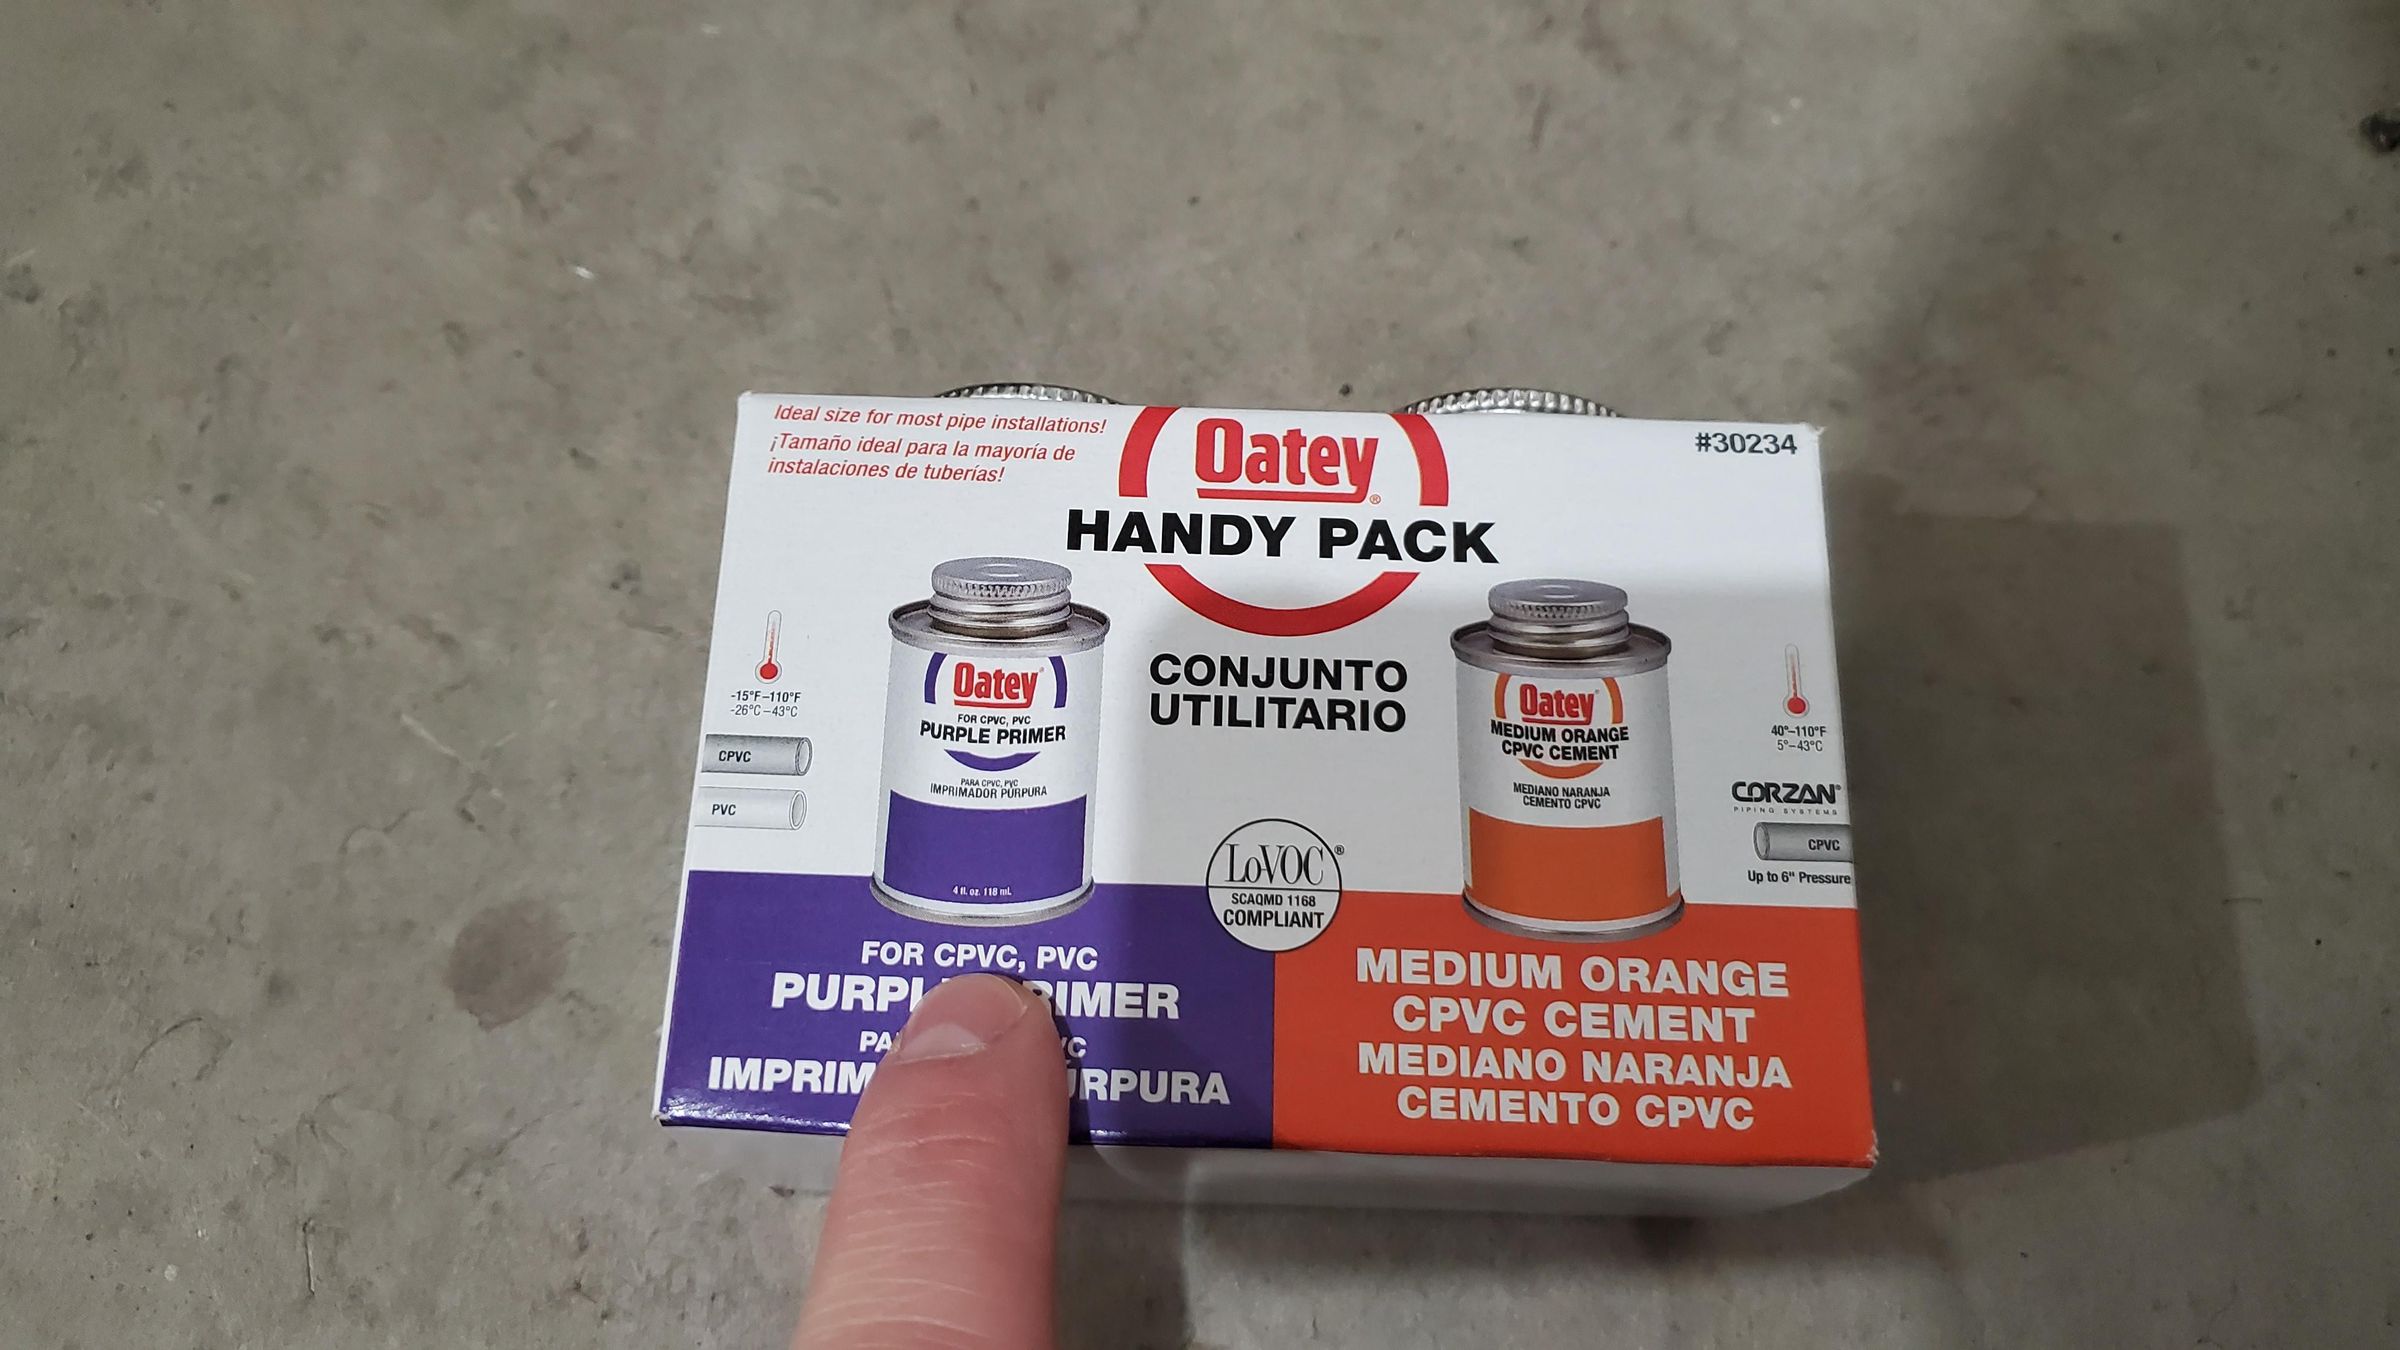 Ideal size for most pipe installations!
¡Tamaño ideal para la mayoría de
instalaciones de tuberías!
Oatey®
HANDY PACK
#30234
CONJUNTO
UTILITARIO
-15°F–110°F
-26°C–43°C
CPVC
PVC
Oatey
FOR CPVC, PVC
PURPLE PRIMER
PARA CPVC, PVC
IMPRIMADOR PÚRPURA
4 fl. oz. 118 mL
Oatey
MEDIUM ORANGE
CPVC CEMENT
MEDIANO NARANJA
CEMENTO CPVC
40°–110°F
5°–43°C
CORZAN®
PIPING SYSTEMS
CPVC
Up to 6" Pressure
LoVOC®
SCAQMD 1168
COMPLIANT
FOR CPVC, PVC
MEDIUM ORANGE
CPVC CEMENT
MEDIANO NARANJA
CEMENTO CPVC